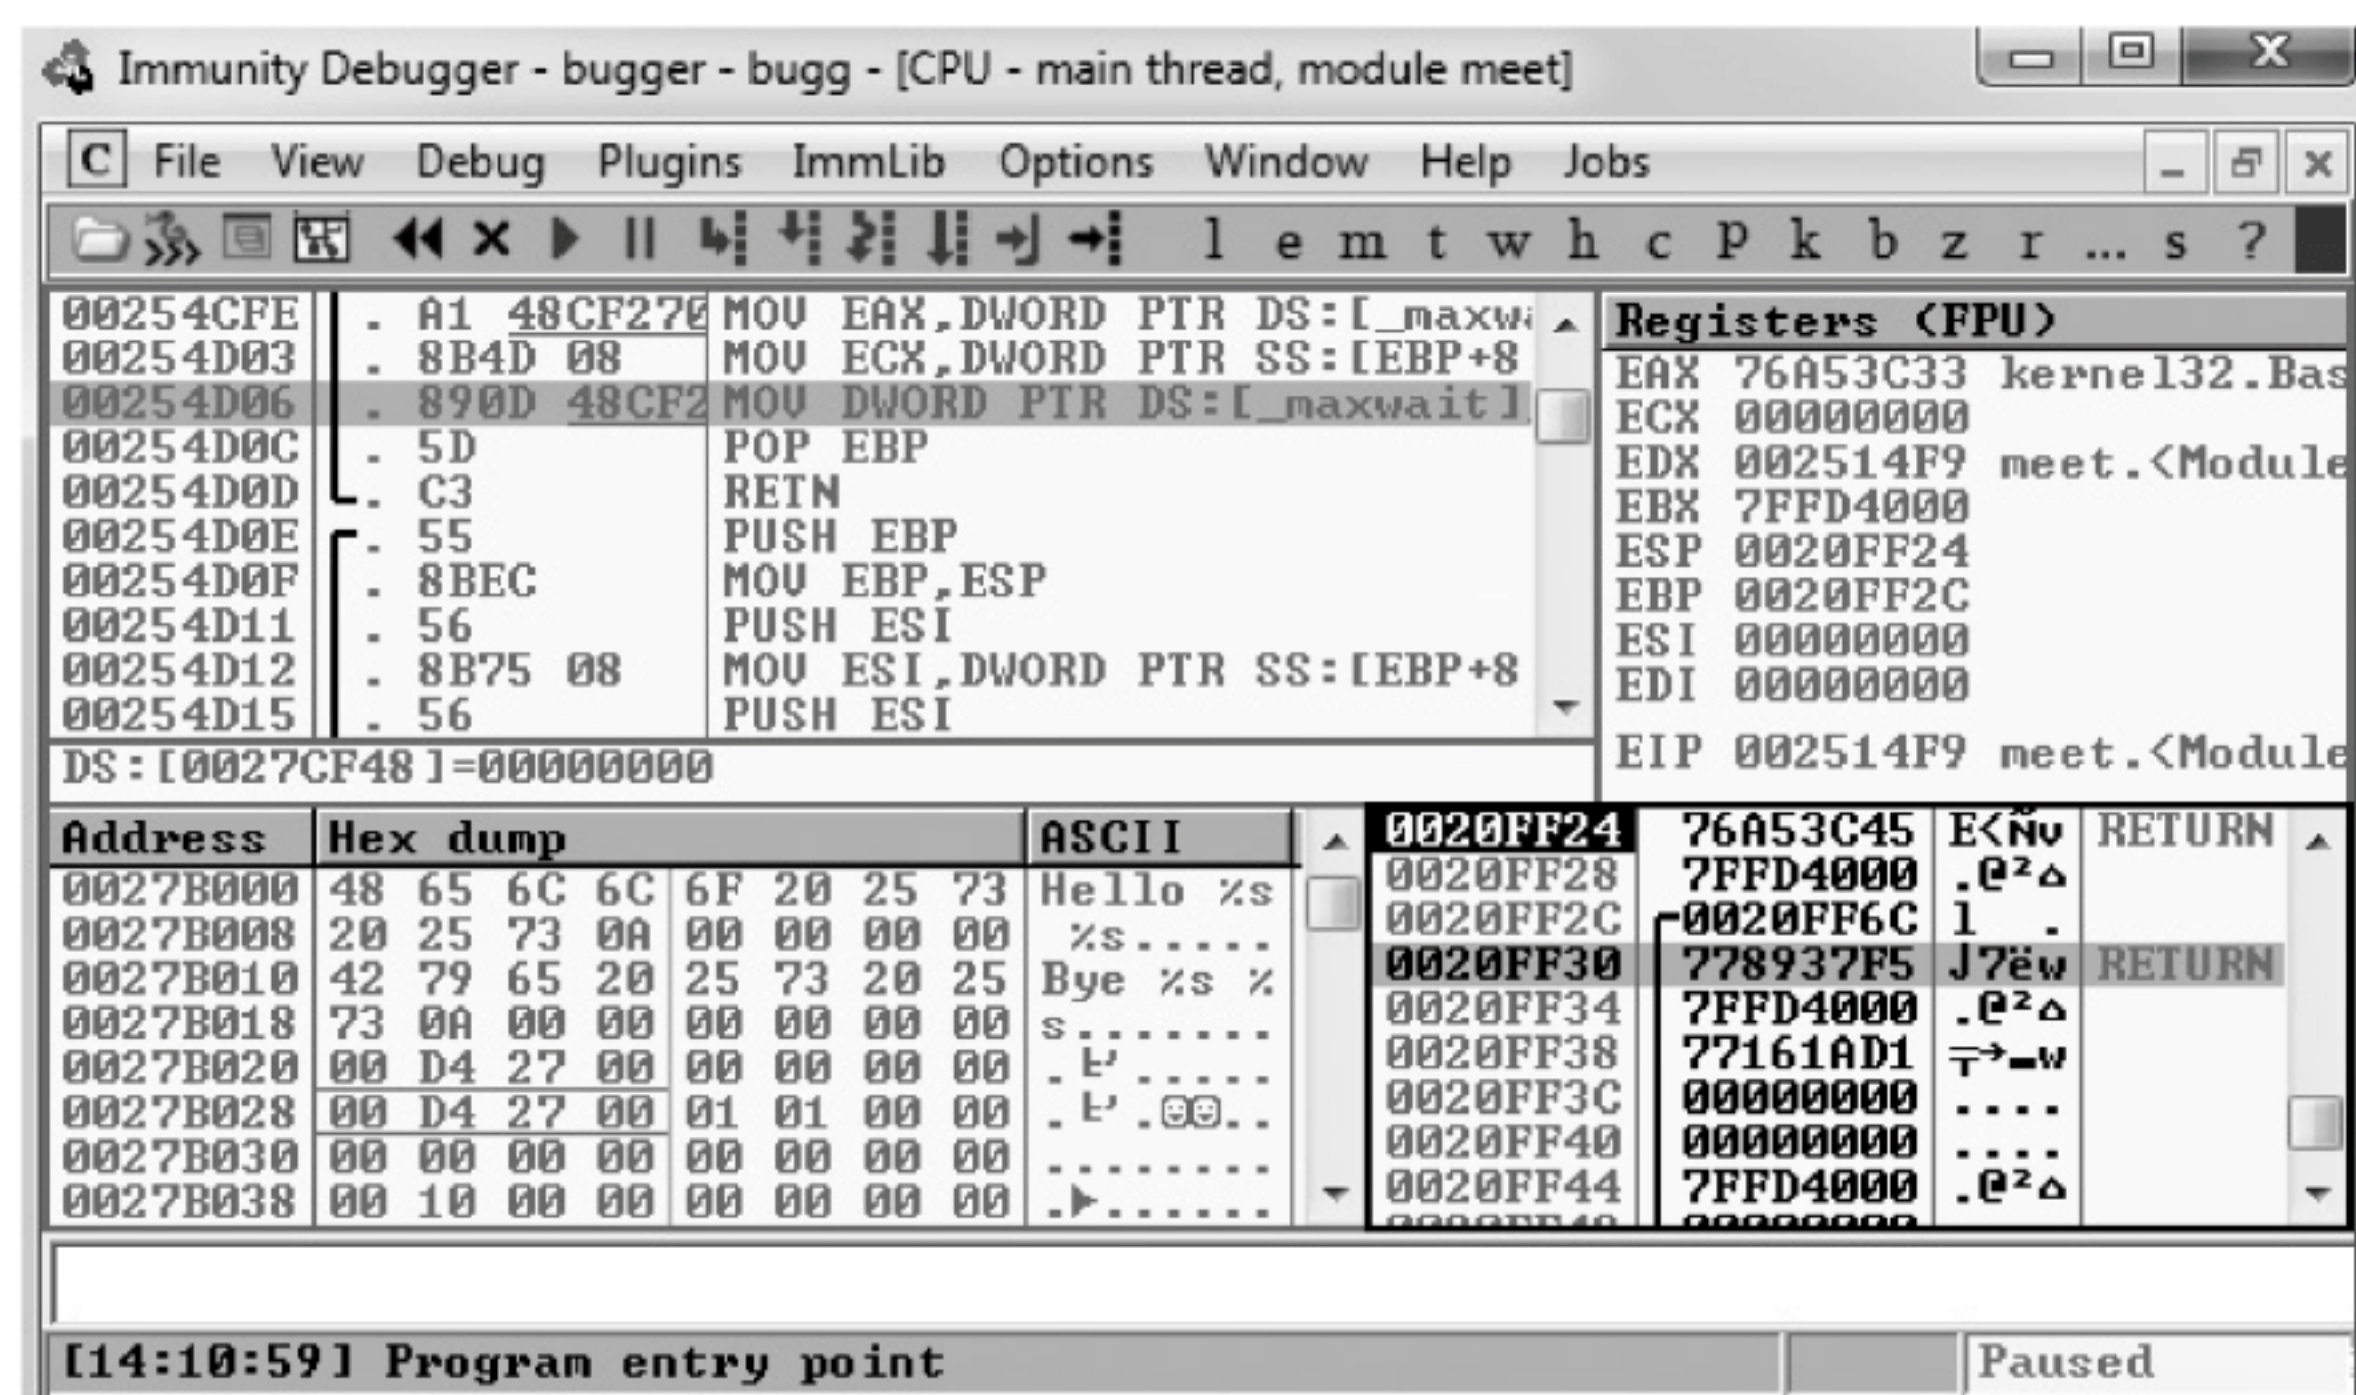 Immunity Debugger - bugger - bugg - [CPU - main thread, module meet]
C File View Debug Plugins ImmLib Options Window Help Jobs
l e m t w h c P k b z r ... s ?
00254CFE . A1 48CF270 MOV EAX,DWORD PTR DS:[_maxwa
00254D03 . 8B4D 08 MOV ECX,DWORD PTR SS:[EBP+8
00254D06 . 890D 48CF2 MOV DWORD PTR DS:[_maxwait]
00254D0C . 5D POP EBP
00254D0D . C3 RETN
00254D0E . 55 PUSH EBP
00254D0F . 8BEC MOV EBP,ESP
00254D11 . 56 PUSH ESI
00254D12 . 8B75 08 MOV ESI,DWORD PTR SS:[EBP+8
00254D15 . 56 PUSH ESI
DS:[0027CF48]=00000000
Registers (FPU)
EAX 76A53C33 kernel32.Bas
ECX 00000000
EDX 002514F9 meet.<Module
EBX 7FFD4000
ESP 0020FF24
EBP 0020FF2C
ESI 00000000
EDI 00000000
EIP 002514F9 meet.<Module
Address Hex dump ASCII
0027B000 48 65 6C 6C 6F 20 25 73 Hello %s
0027B008 20 25 73 0A 00 00 00 00 %s.....
0027B010 42 79 65 20 25 73 20 25 Bye %s %
0027B018 73 0A 00 00 00 00 00 00 s.......
0027B020 00 D4 27 00 00 00 00 00
0027B028 00 D4 27 00 01 01 00 00
0027B030 00 00 00 00 00 00 00 00 ........
0027B038 00 10 00 00 00 00 00 00 .►......
0020FF24 76A53C45 E<Ñv RETURN
0020FF28 7FFD4000 .@²⌂
0020FF2C 0020FF6C l .
0020FF30 778937F5 J7ëw RETURN
0020FF34 7FFD4000 .@²⌂
0020FF38 77161AD1
0020FF3C 00000000 ....
0020FF40 00000000 ....
0020FF44 7FFD4000 .@²⌂
[14:10:59] Program entry point
Paused